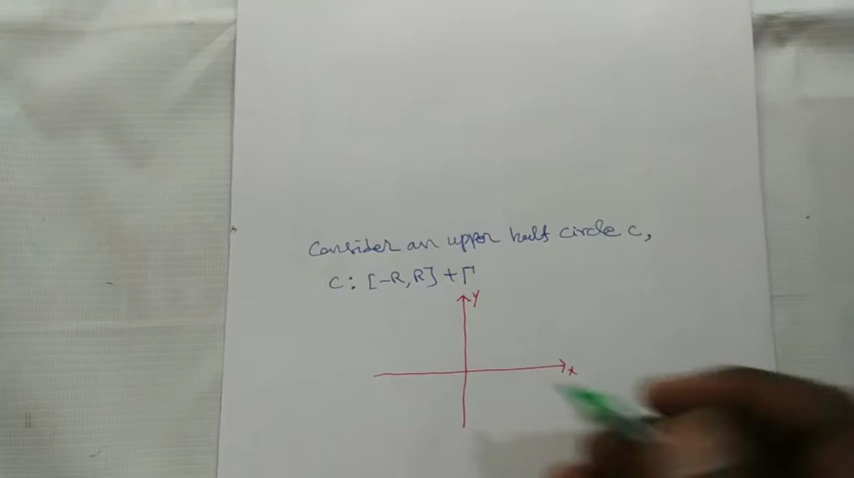 Consider an upper half circle c,
c: [-R, R] + Γ
Y
x